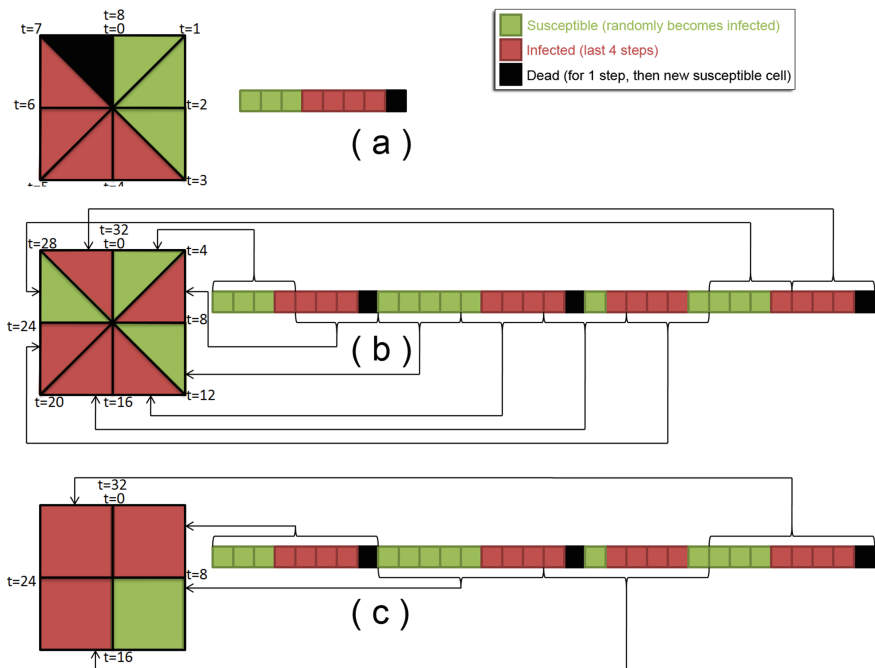 t=8
t=0
t=7
t=1
t=6
t=2
t=5
t=4
t=3
( a )
Susceptible (randomly becomes infected)
Infected (last 4 steps)
Dead (for 1 step, then new susceptible cell)
t=32
t=0
t=28
t=4
t=24
t=8
t=20
t=16
t=12
( b )
t=32
t=0
t=24
t=8
t=16
( c )